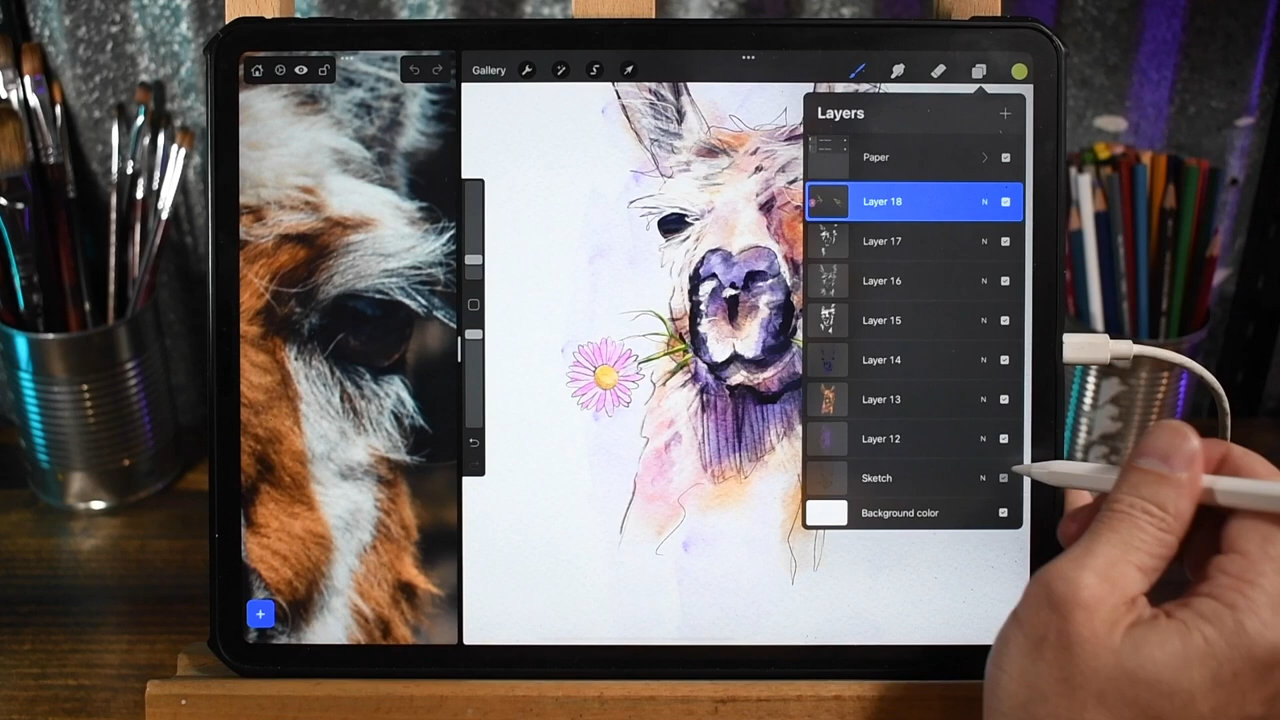 Gallery
Layers
Paper
Layer 18 N
Layer 17 N
Layer 16 N
Layer 15 N
Layer 14 N
Layer 13 N
Layer 12 N
Sketch N
Background color